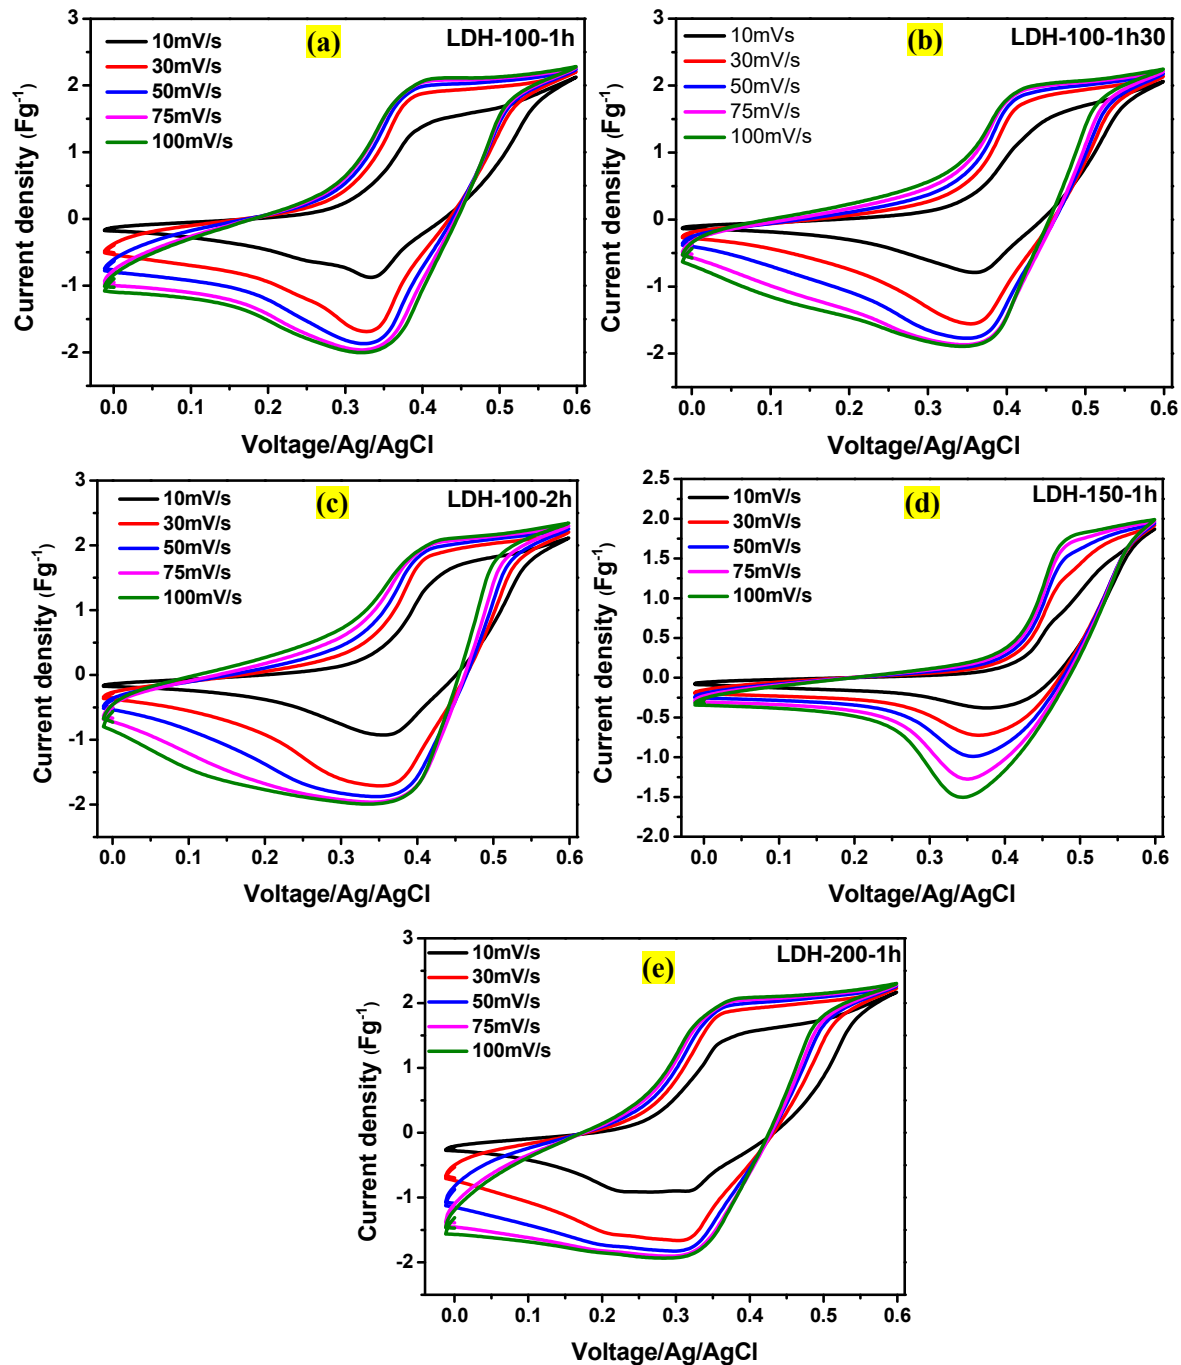 (a)
LDH-100-1h
10mV/s
30mV/s
50mV/s
75mV/s
100mV/s
Current density (Fg⁻¹)
3
2
1
0
-1
-2
0.0 0.1 0.2 0.3 0.4 0.5 0.6
Voltage/Ag/AgCl
(b)
LDH-100-1h30
10mVs
30mV/s
50mV/s
75mV/s
100mV/s
Current density (Fg⁻¹)
3
2
1
0
-1
-2
0.0 0.1 0.2 0.3 0.4 0.5 0.6
Voltage/Ag/AgCl
(c)
LDH-100-2h
10mV/s
30mV/s
50mV/s
75mV/s
100mV/s
Current density (Fg⁻¹)
3
2
1
0
-1
-2
0.0 0.1 0.2 0.3 0.4 0.5 0.6
Voltage/Ag/AgCl
(d)
LDH-150-1h
10mV/s
30mV/s
50mV/s
75mV/s
100mV/s
Current density (Fg⁻¹)
2.5
2.0
1.5
1.0
0.5
0.0
-0.5
-1.0
-1.5
-2.0
0.0 0.1 0.2 0.3 0.4 0.5 0.6
Voltage/Ag/AgCl
(e)
LDH-200-1h
10mV/s
30mV/s
50mV/s
75mV/s
100mV/s
Current density (Fg⁻¹)
3
2
1
0
-1
-2
0.0 0.1 0.2 0.3 0.4 0.5 0.6
Voltage/Ag/AgCl